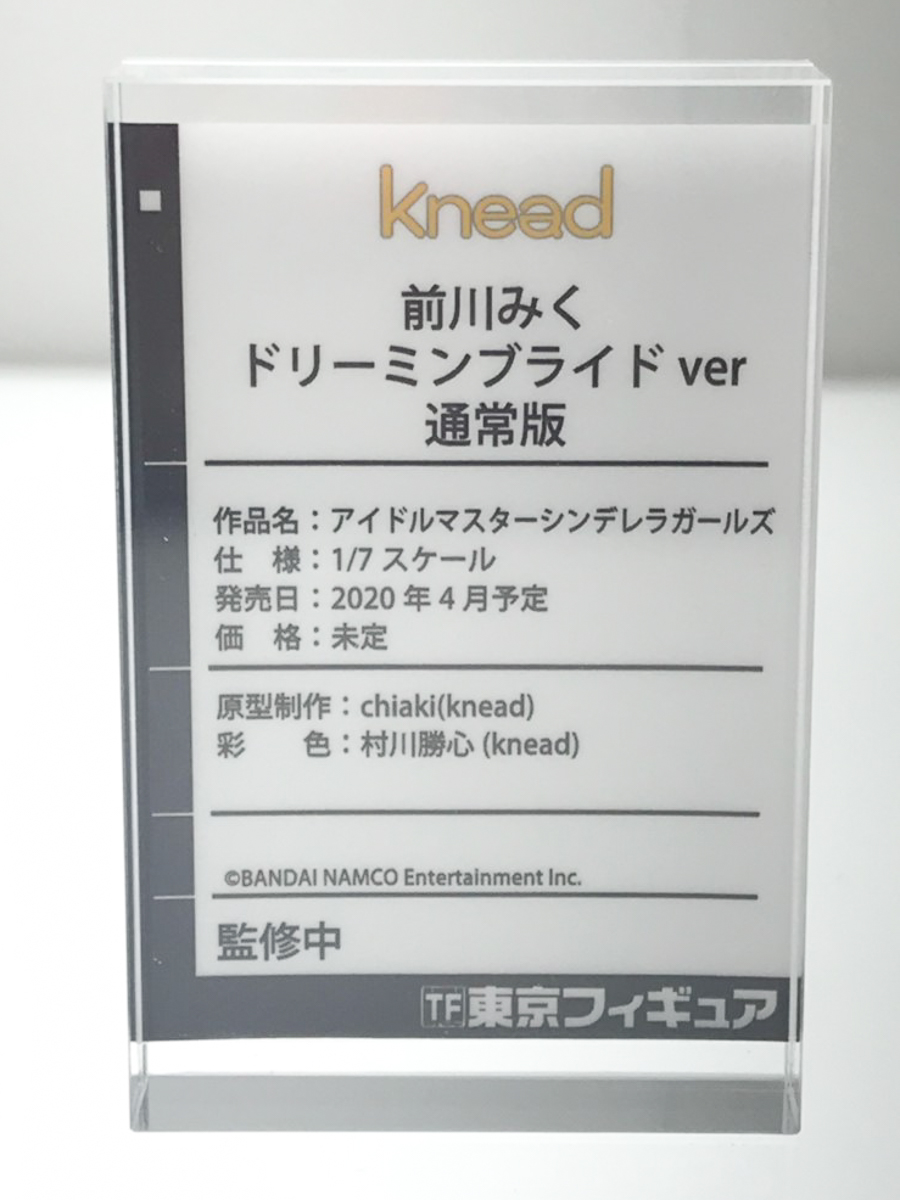 knead
前川みく
ドリーミンブライド ver
通常版
作品名：アイドルマスターシンデレラガールズ
仕　様：1/7 スケール
発売日：2020 年 4 月予定
価　格：未定
原型制作：chiaki(knead)
彩　　色：村川勝心 (knead)
©BANDAI NAMCO Entertainment Inc.
監修中
TF東京フィギュア